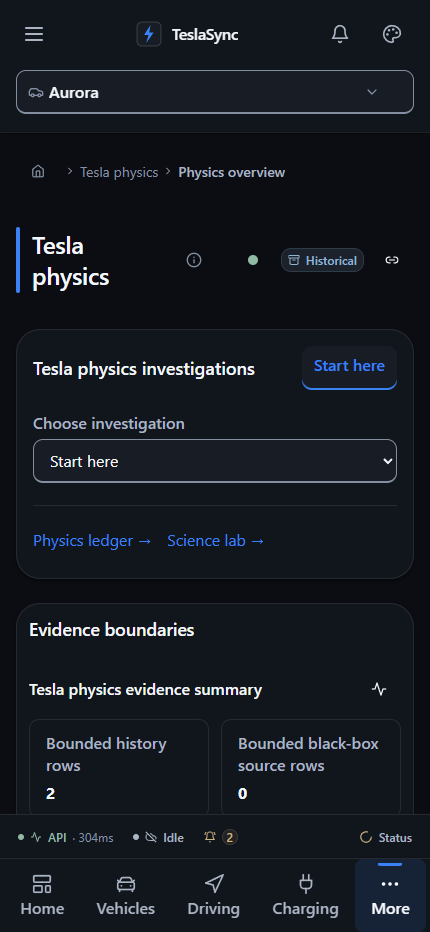 TeslaSync
Aurora
Tesla physics
Physics overview
Tesla
physics
Historical
Tesla physics investigations
Start here
Choose investigation
Start here
Physics ledger →
Science lab →
Evidence boundaries
Tesla physics evidence summary
Bounded history
rows
2
Bounded black-box
source rows
0
API · 304ms
Idle
2
Status
Home
Vehicles
Driving
Charging
More